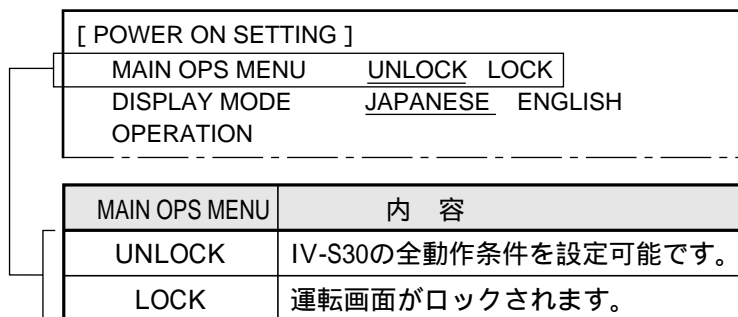 [ POWER ON SETTING ]
MAIN OPS MENU UNLOCK LOCK
DISPLAY MODE JAPANESE ENGLISH
OPERATION
MAIN OPS MENU 内 容
UNLOCK IV-S30の全動作条件を設定可能です。
LOCK 運転画面がロックされます。